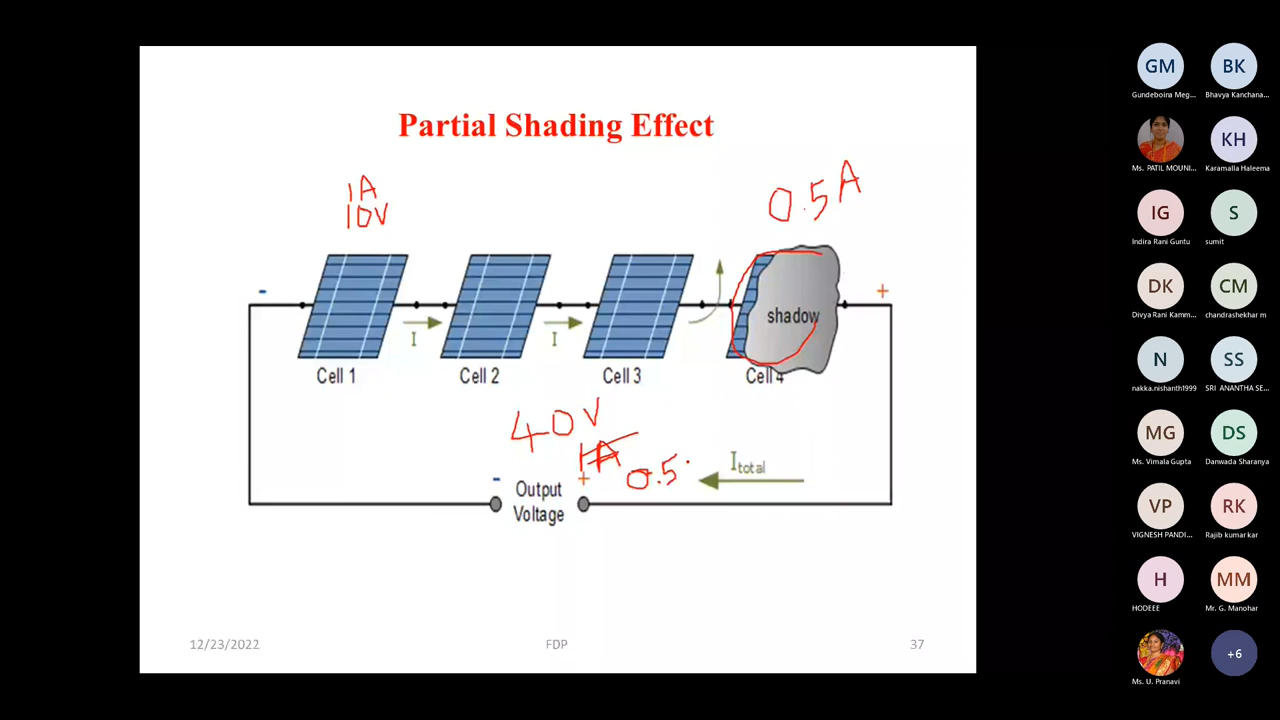 Partial Shading Effect
1A
10V
0.5 A
-
+
I
I
shadow
Cell 1
Cell 2
Cell 3
Cell 4
40V
1A
0.5.
-
+
Output
Voltage
Itotal
12/23/2022
FDP
37
GM
Gundeboina Meg...
BK
Bhavya Kanchana...
Ms. PATIL MOUNI...
KH
Karamalla Haleema
IG
Indira Rani Guntu
S
sumit
DK
Divya Rani Kamm...
CM
chandrashekhar m
N
nakka.nishanth1999
SS
SRI ANANTHA SE...
MG
Ms. Vimala Gupta
DS
Danwada Sharanya
VP
VIGNESH PANDI...
RK
Rajib kumar kar
H
HODEEE
MM
Mr. G. Manohar
Ms. U. Pranavi
+6